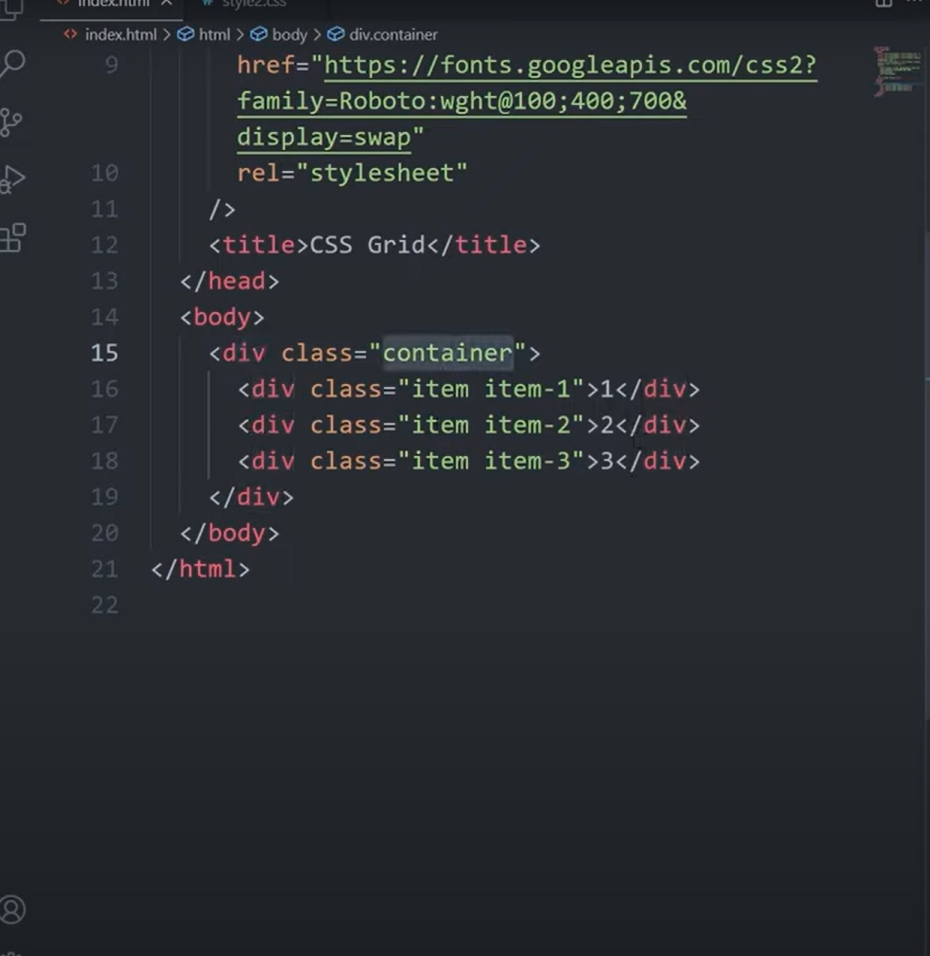 index.html style2.css
index.html > html > body > div.container
9 href="https://fonts.googleapis.com/css2?
family=Roboto:wght@100;400;700&
display=swap"
10 rel="stylesheet"
11 />
12 <title>CSS Grid</title>
13 </head>
14 <body>
15 <div class="container">
16 <div class="item item-1">1</div>
17 <div class="item item-2">2</div>
18 <div class="item item-3">3</div>
19 </div>
20 </body>
21 </html>
22